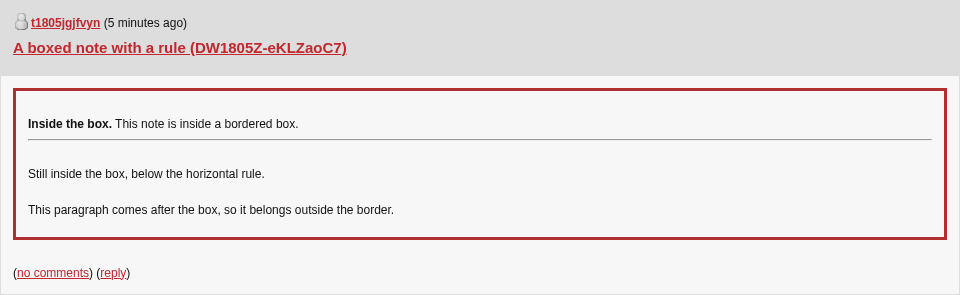 t1805jgjfvyn (5 minutes ago)
A boxed note with a rule (DW1805Z-eKLZaoC7)
Inside the box. This note is inside a bordered box.
Still inside the box, below the horizontal rule.
This paragraph comes after the box, so it belongs outside the border.
(no comments) (reply)